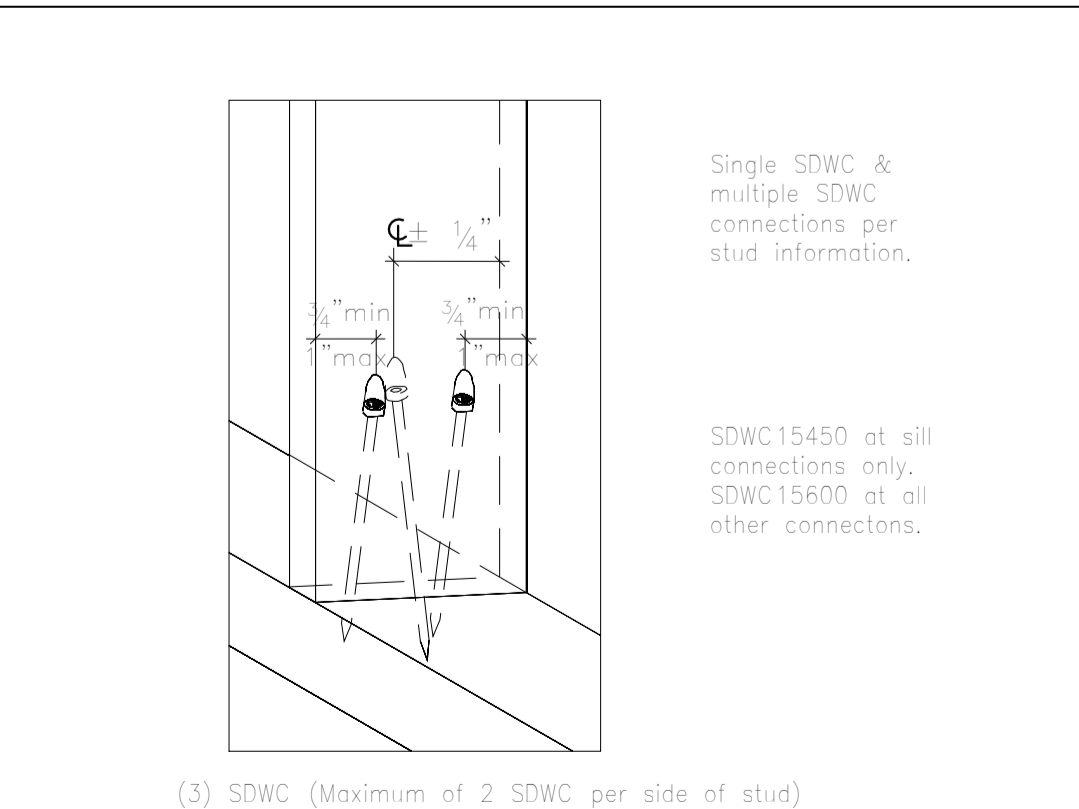 Single SDWC &
multiple SDWC
connections per
stud information.
℄± 1/4"
3/4"min
1"max
3/4"min
1"max
SDWC15450 at sill
connections only.
SDWC15600 at all
other connectons.
(3) SDWC (Maximum of 2 SDWC per side of stud)